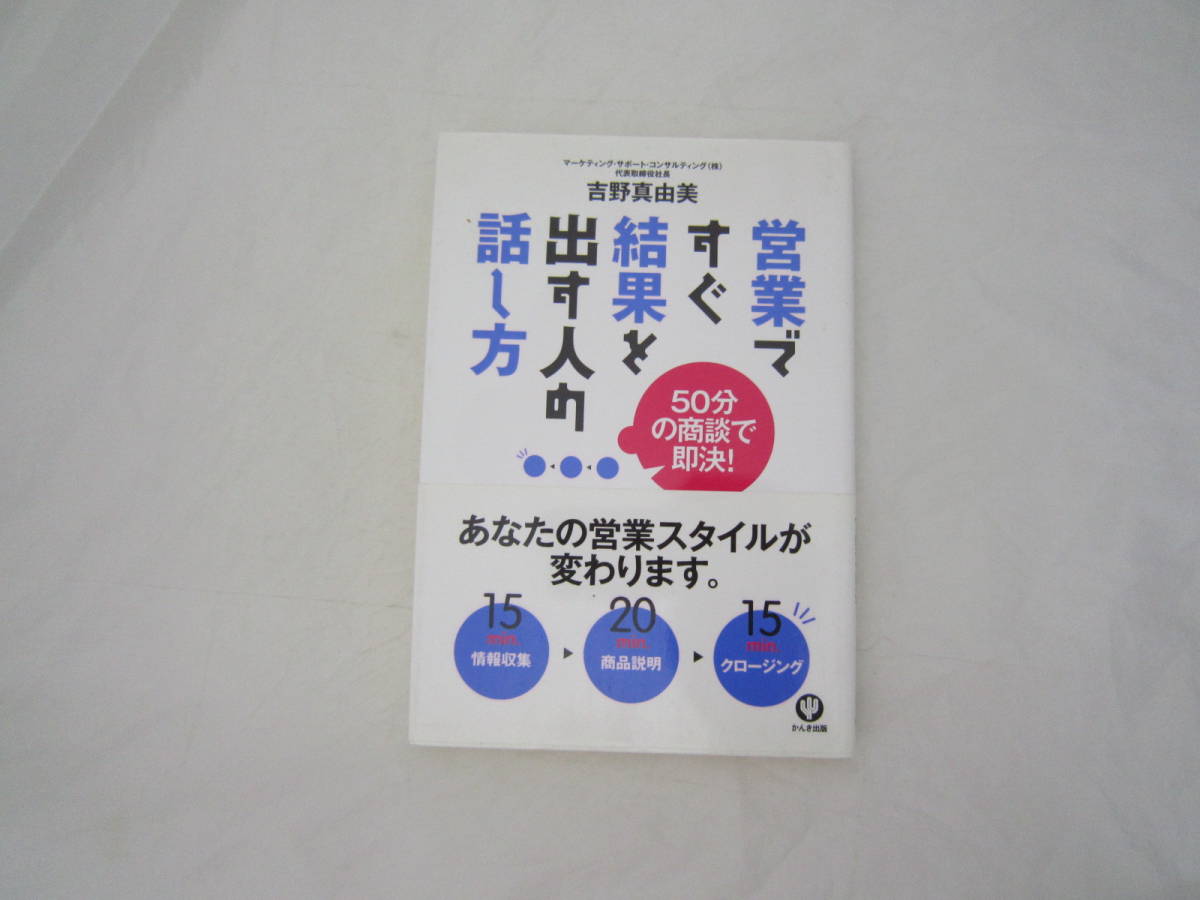 マーケティング・サポート・コンサルティング(株)
代表取締役社長
吉野真由美
営業で
すぐ
結果を
出す人の
話し方
50分
の商談で
即決!
あなたの営業スタイルが
変わります。
15
min.
情報収集
20
min.
商品説明
15
min.
クロージング
かんき出版